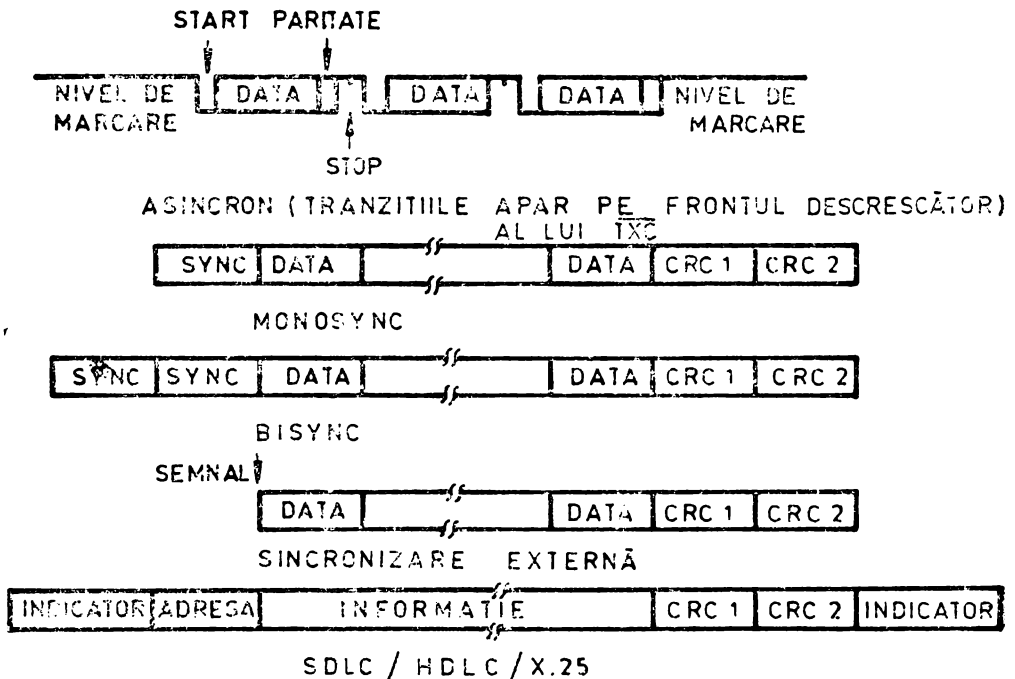 START PARITATE
NIVEL DE MARCARE DATA DATA DATA NIVEL DE MARCARE
STOP
ASINCRON (TRANZITIILE APAR PE FRONTUL DESCRESCĂTOR)
AL LUI TXC
SYNC DATA DATA CRC 1 CRC 2
MONOSYNC
SYNC SYNC DATA DATA CRC 1 CRC 2
BISYNC
SEMNAL
DATA DATA CRC 1 CRC 2
SINCRONIZARE EXTERNĂ
INDICATOR ADRESA INFORMATIE CRC 1 CRC 2 INDICATOR
SDLC / HDLC / X.25